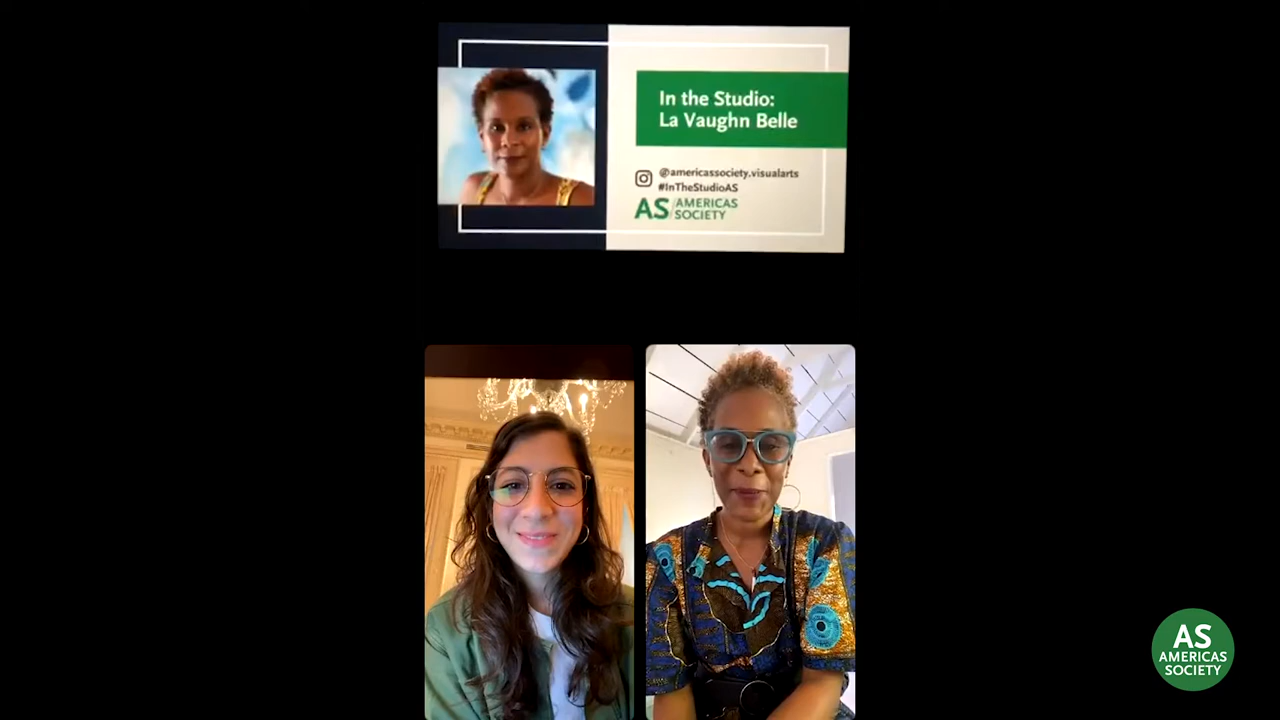 In the Studio:
La Vaughn Belle
@americassociety.visualarts
#InTheStudioAS
AS/AMERICAS
SOCIETY
AS
AMERICAS
SOCIETY